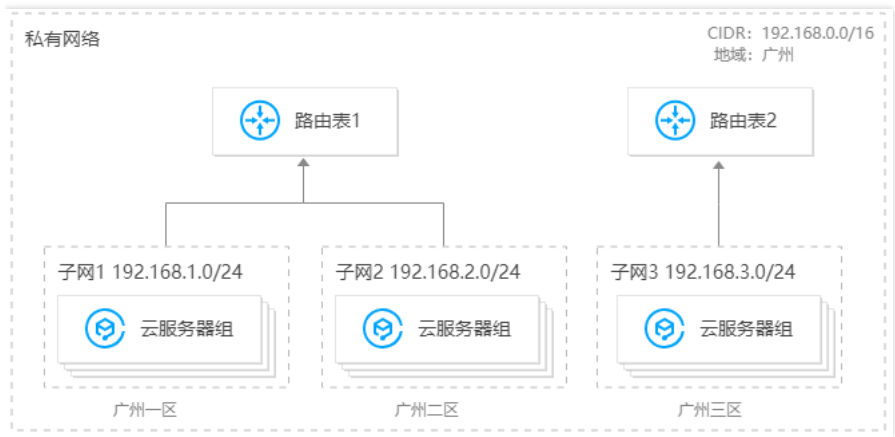 私有网络
CIDR：192.168.0.0/16
地域：广州
路由表1
路由表2
子网1 192.168.1.0/24
子网2 192.168.2.0/24
子网3 192.168.3.0/24
云服务器组
云服务器组
云服务器组
广州一区
广州二区
广州三区